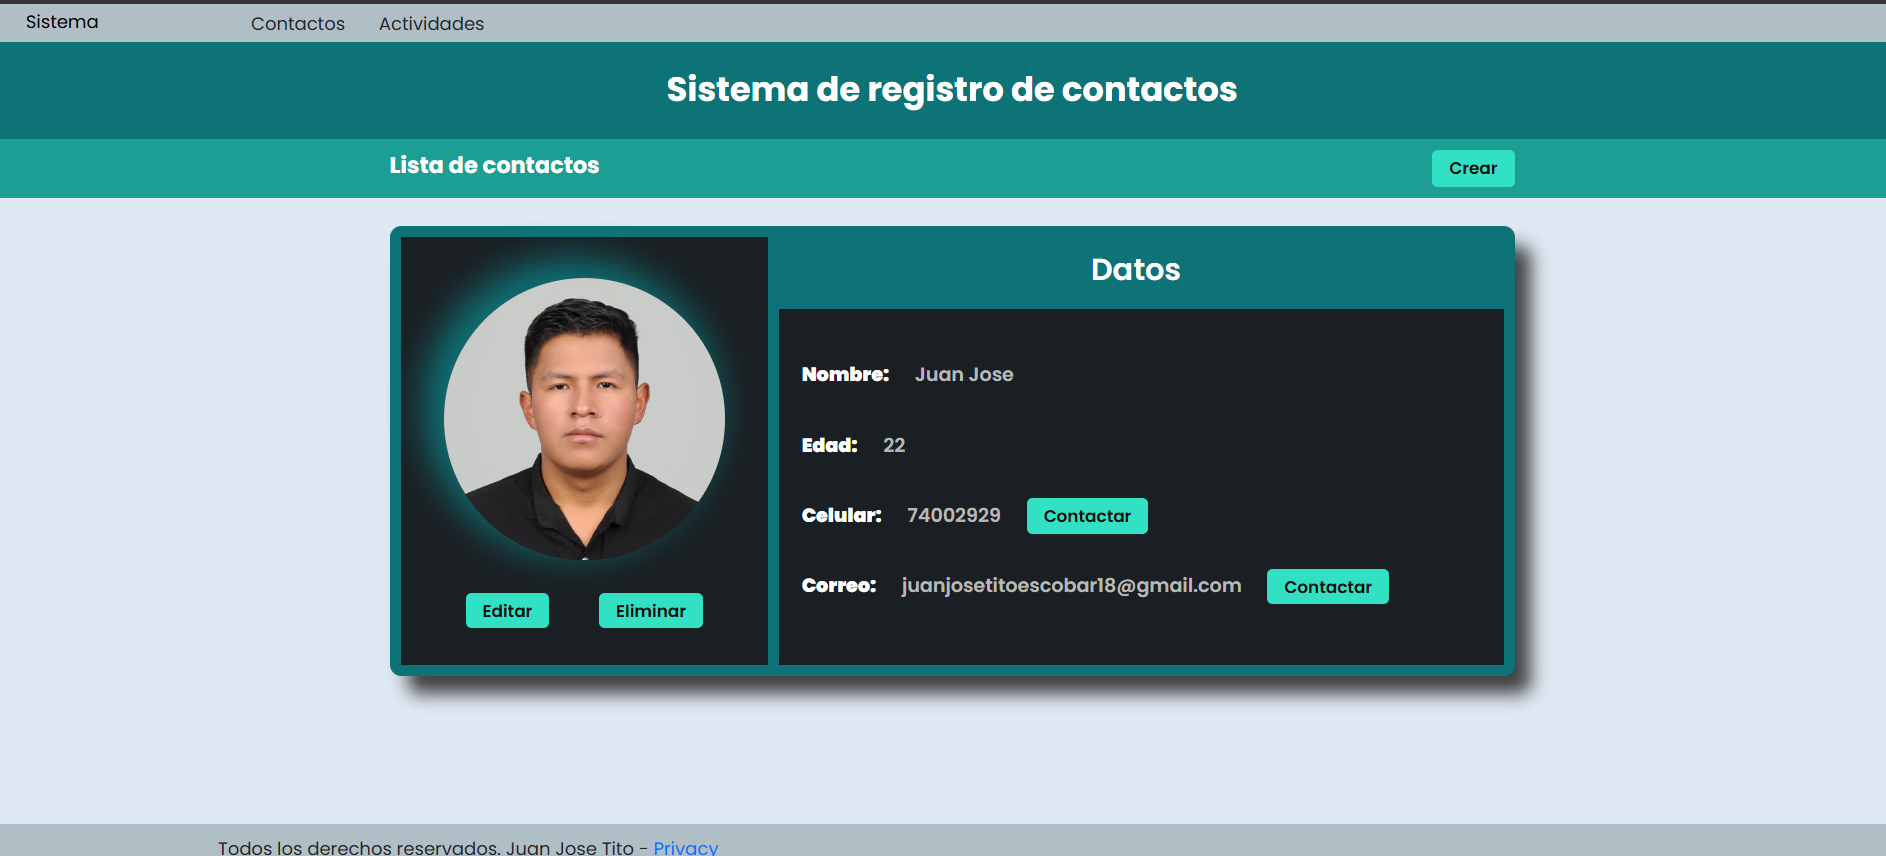 Sistema Contactos Actividades
Sistema de registro de contactos
Lista de contactos Crear
Datos
Nombre: Juan Jose
Edad: 22
Celular: 74002929 Contactar
Correo: juanjosetitoescobar18@gmail.com Contactar
Editar Eliminar
Todos los derechos reservados. Juan Jose Tito - Privacy